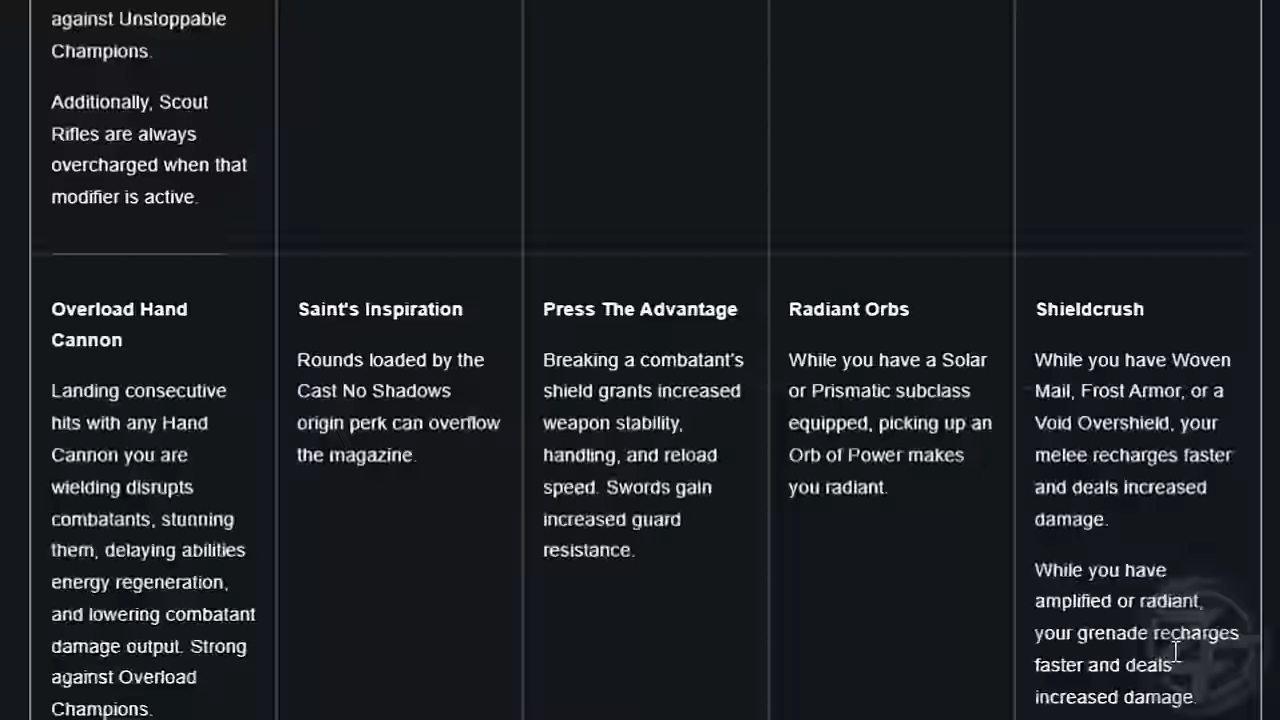 against Unstoppable
Champions.
Additionally, Scout
Rifles are always
overcharged when that
modifier is active.
Overload Hand
Cannon
Landing consecutive
hits with any Hand
Cannon you are
wielding disrupts
combatants, stunning
them, delaying abilities
energy regeneration,
and lowering combatant
damage output. Strong
against Overload
Champions.
Saint's Inspiration
Rounds loaded by the
Cast No Shadows
origin perk can overflow
the magazine.
Press The Advantage
Breaking a combatant's
shield grants increased
weapon stability,
handling, and reload
speed. Swords gain
increased guard
resistance.
Radiant Orbs
While you have a Solar
or Prismatic subclass
equipped, picking up an
Orb of Power makes
you radiant.
Shieldcrush
While you have Woven
Mail, Frost Armor, or a
Void Overshield, your
melee recharges faster
and deals increased
damage.
While you have
amplified or radiant,
your grenade recharges
faster and deals
increased damage.